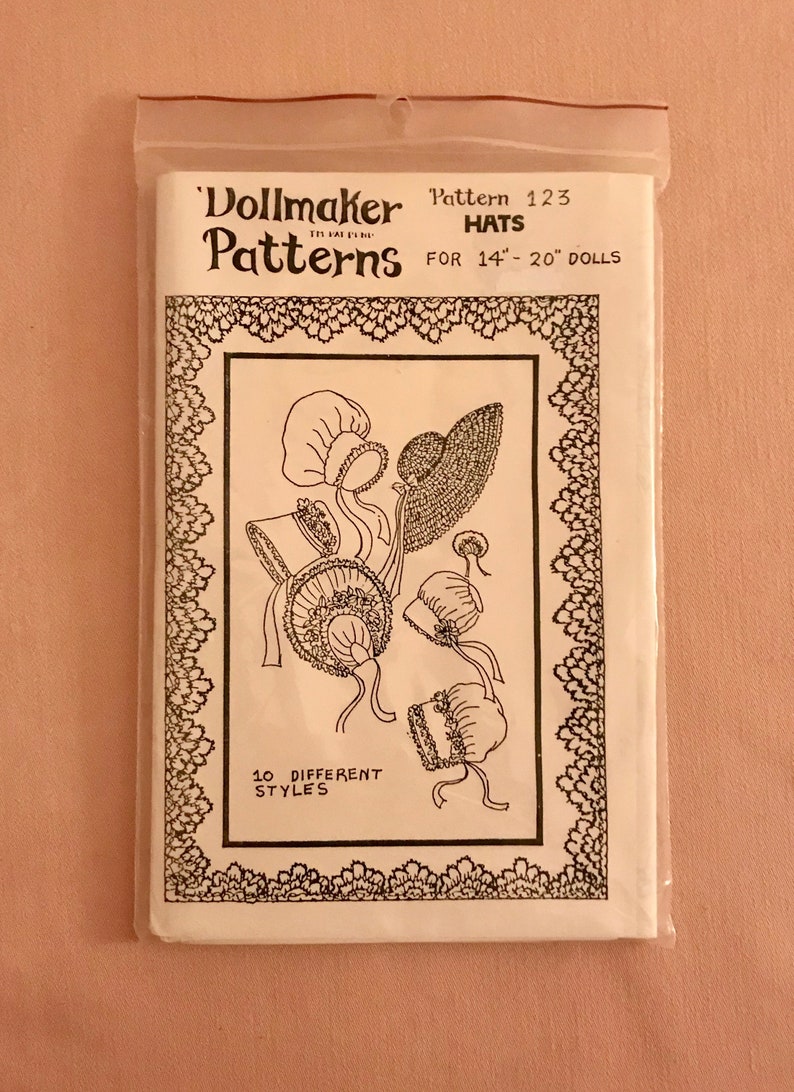 Dollmaker
Patterns
Pattern 123
HATS
FOR 14" - 20" DOLLS
10 DIFFERENT
STYLES